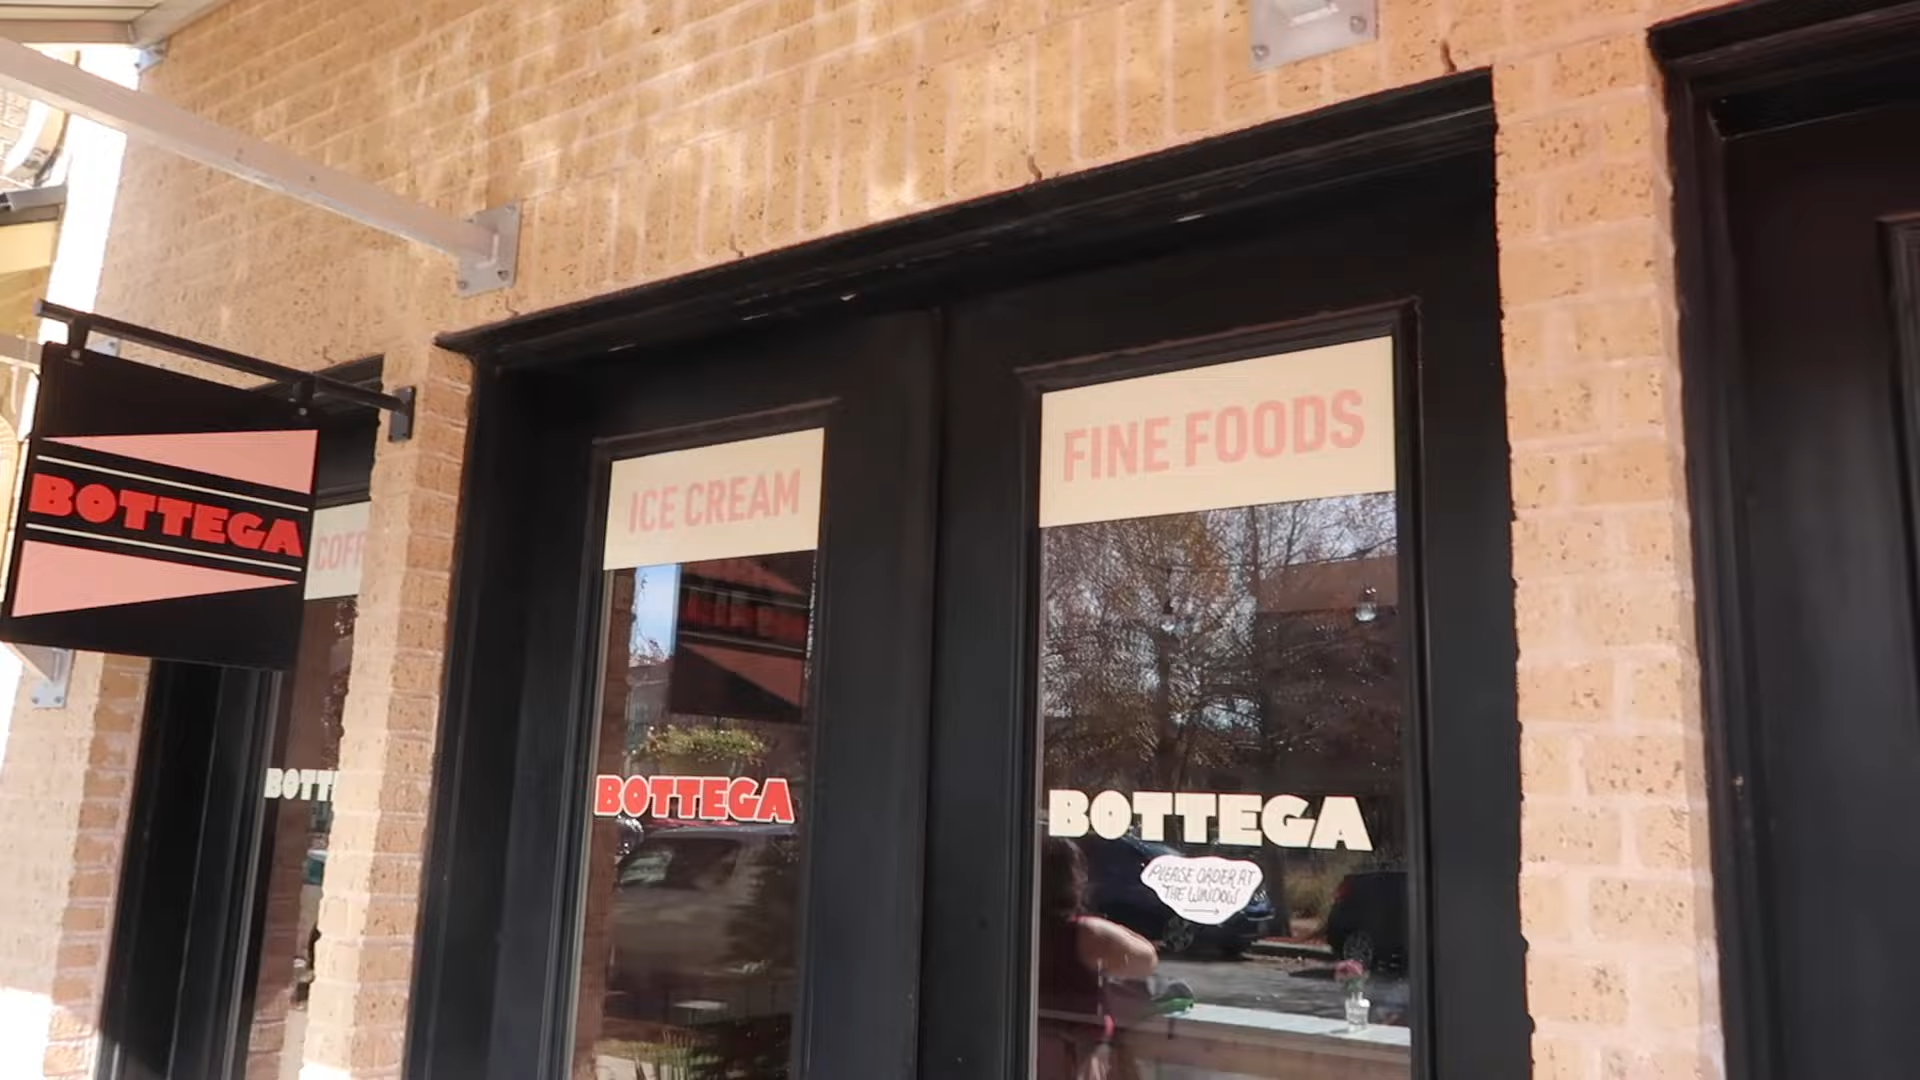 BOTTEGA
ICE CREAM
FINE FOODS
BOTTEGA
BOTTEGA
PLEASE ORDER AT
THE WINDOW